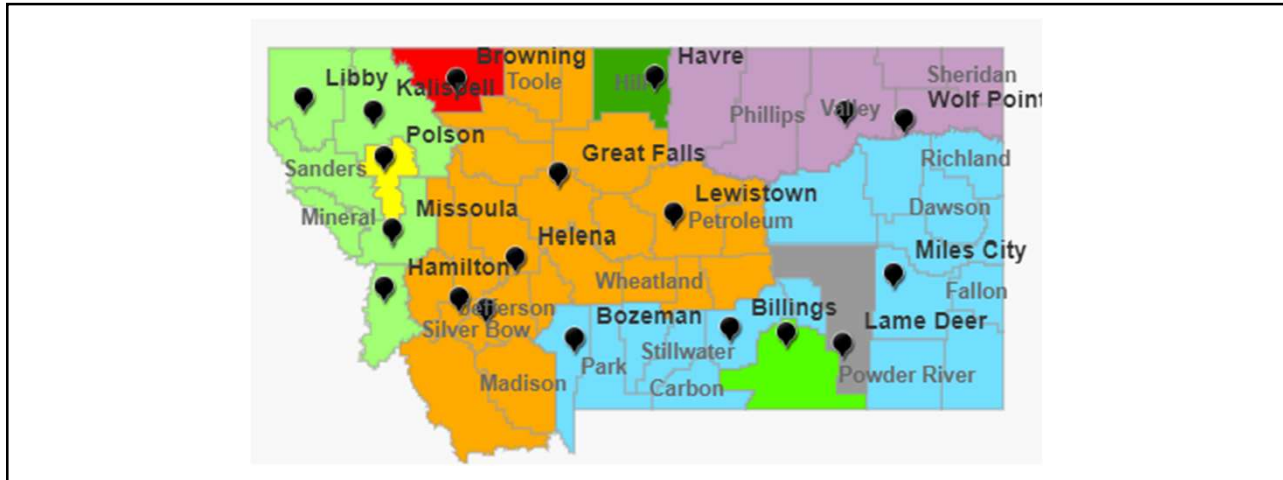 Browning
Havre
Libby
Kalispell
Toole
Hill
Sheridan
Phillips
Valley
Wolf Point
Polson
Sanders
Great Falls
Richland
Lewistown
Petroleum
Mineral
Missoula
Dawson
Helena
Miles City
Hamilton
Wheatland
Fallon
Jefferson
Silver Bow
Bozeman
Billings
Lame Deer
Stillwater
Park
Madison
Carbon
Powder River